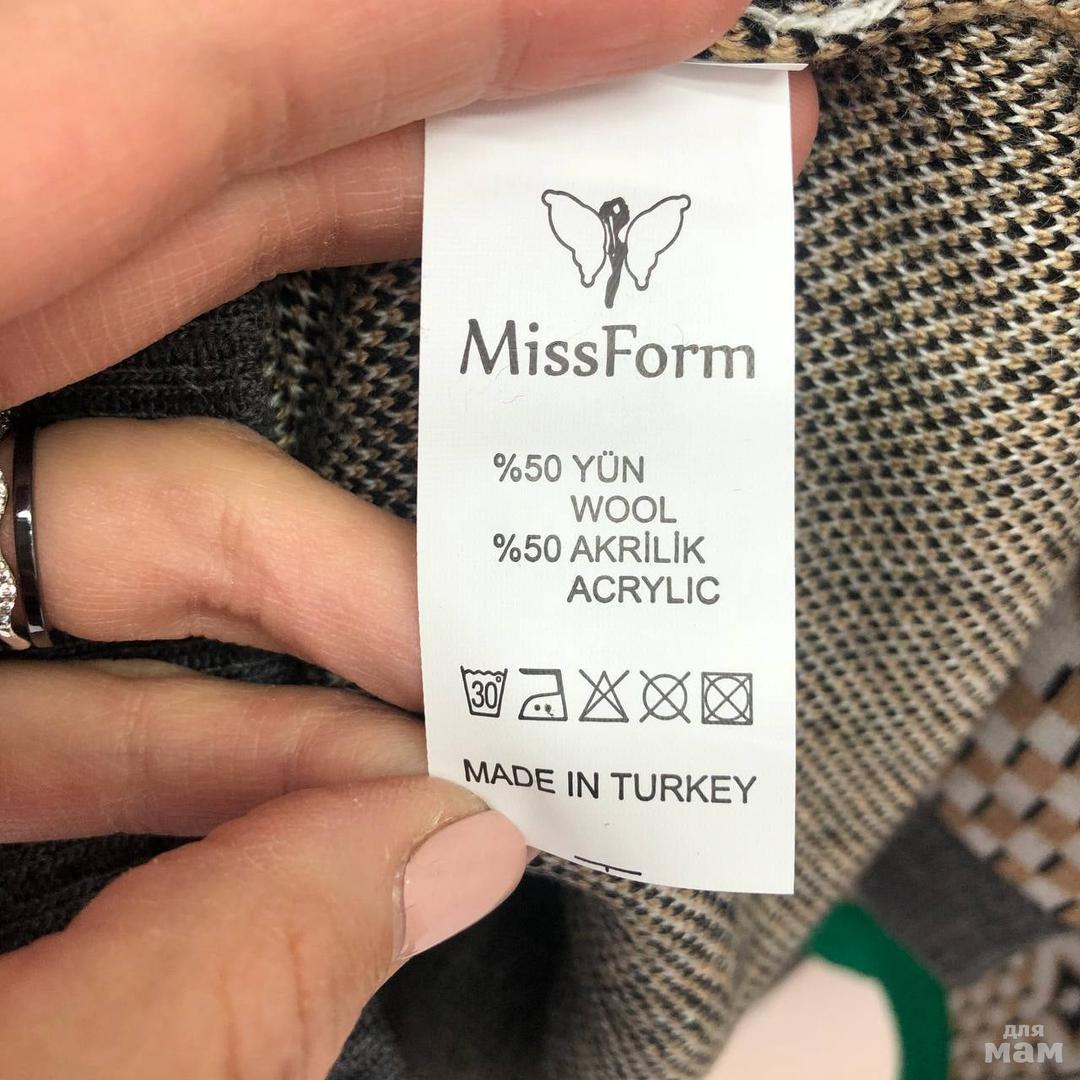 MissForm
%50 YÜN
WOOL
%50 AKRİLİK
ACRYLIC
30°
MADE IN TURKEY
для
мам